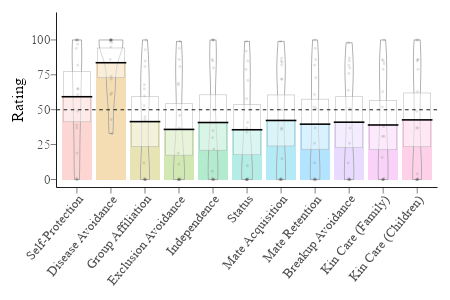 Rating
100
75
50
25
0
Self-Protection
Disease Avoidance
Group Affiliation
Exclusion Avoidance
Independence
Status
Mate Acquisition
Mate Retention
Breakup Avoidance
Kin Care (Family)
Kin Care (Children)